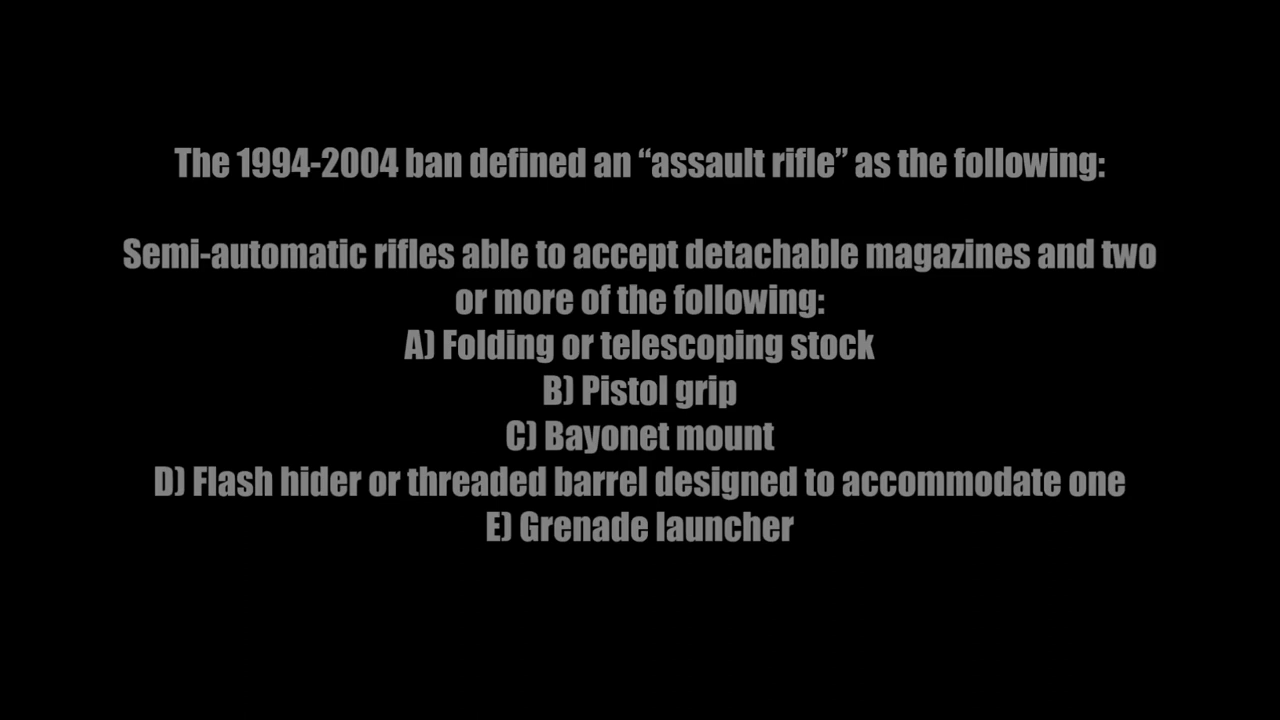 The 1994-2004 ban defined an “assault rifle” as the following:
Semi-automatic rifles able to accept detachable magazines and two
or more of the following:
A) Folding or telescoping stock
B) Pistol grip
C) Bayonet mount
D) Flash hider or threaded barrel designed to accommodate one
E) Grenade launcher